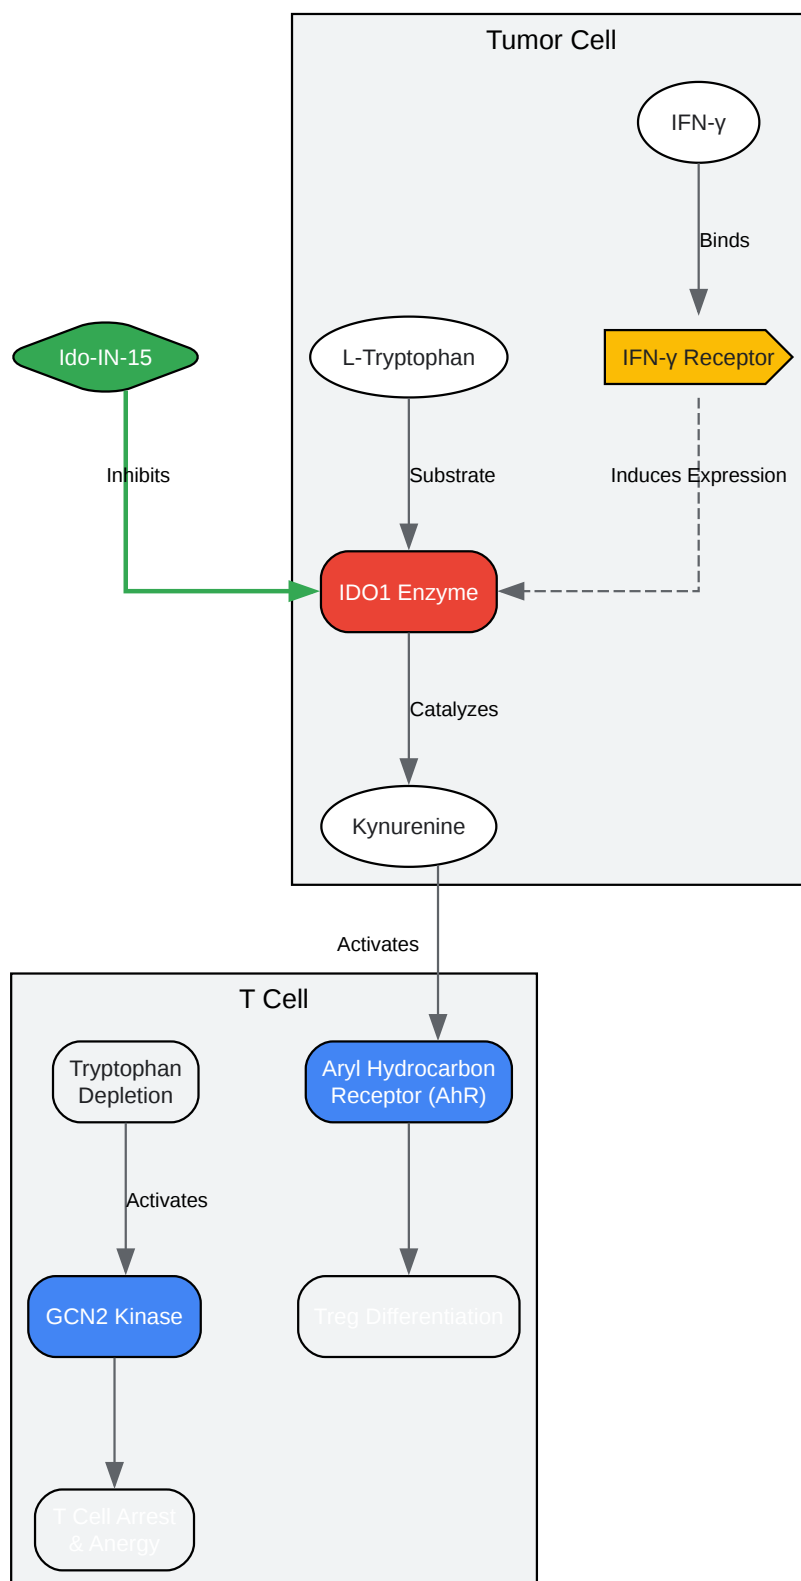 Tumor Cell
IFN-γ
Binds
Ido-IN-15
L-Tryptophan
IFN-γ Receptor
Inhibits
Substrate
Induces Expression
IDO1 Enzyme
Catalyzes
Kynurenine
Activates
T Cell
Tryptophan
Depletion
Aryl Hydrocarbon
Receptor (AhR)
Activates
GCN2 Kinase
Treg Differentiation
T Cell Arrest
& Anergy